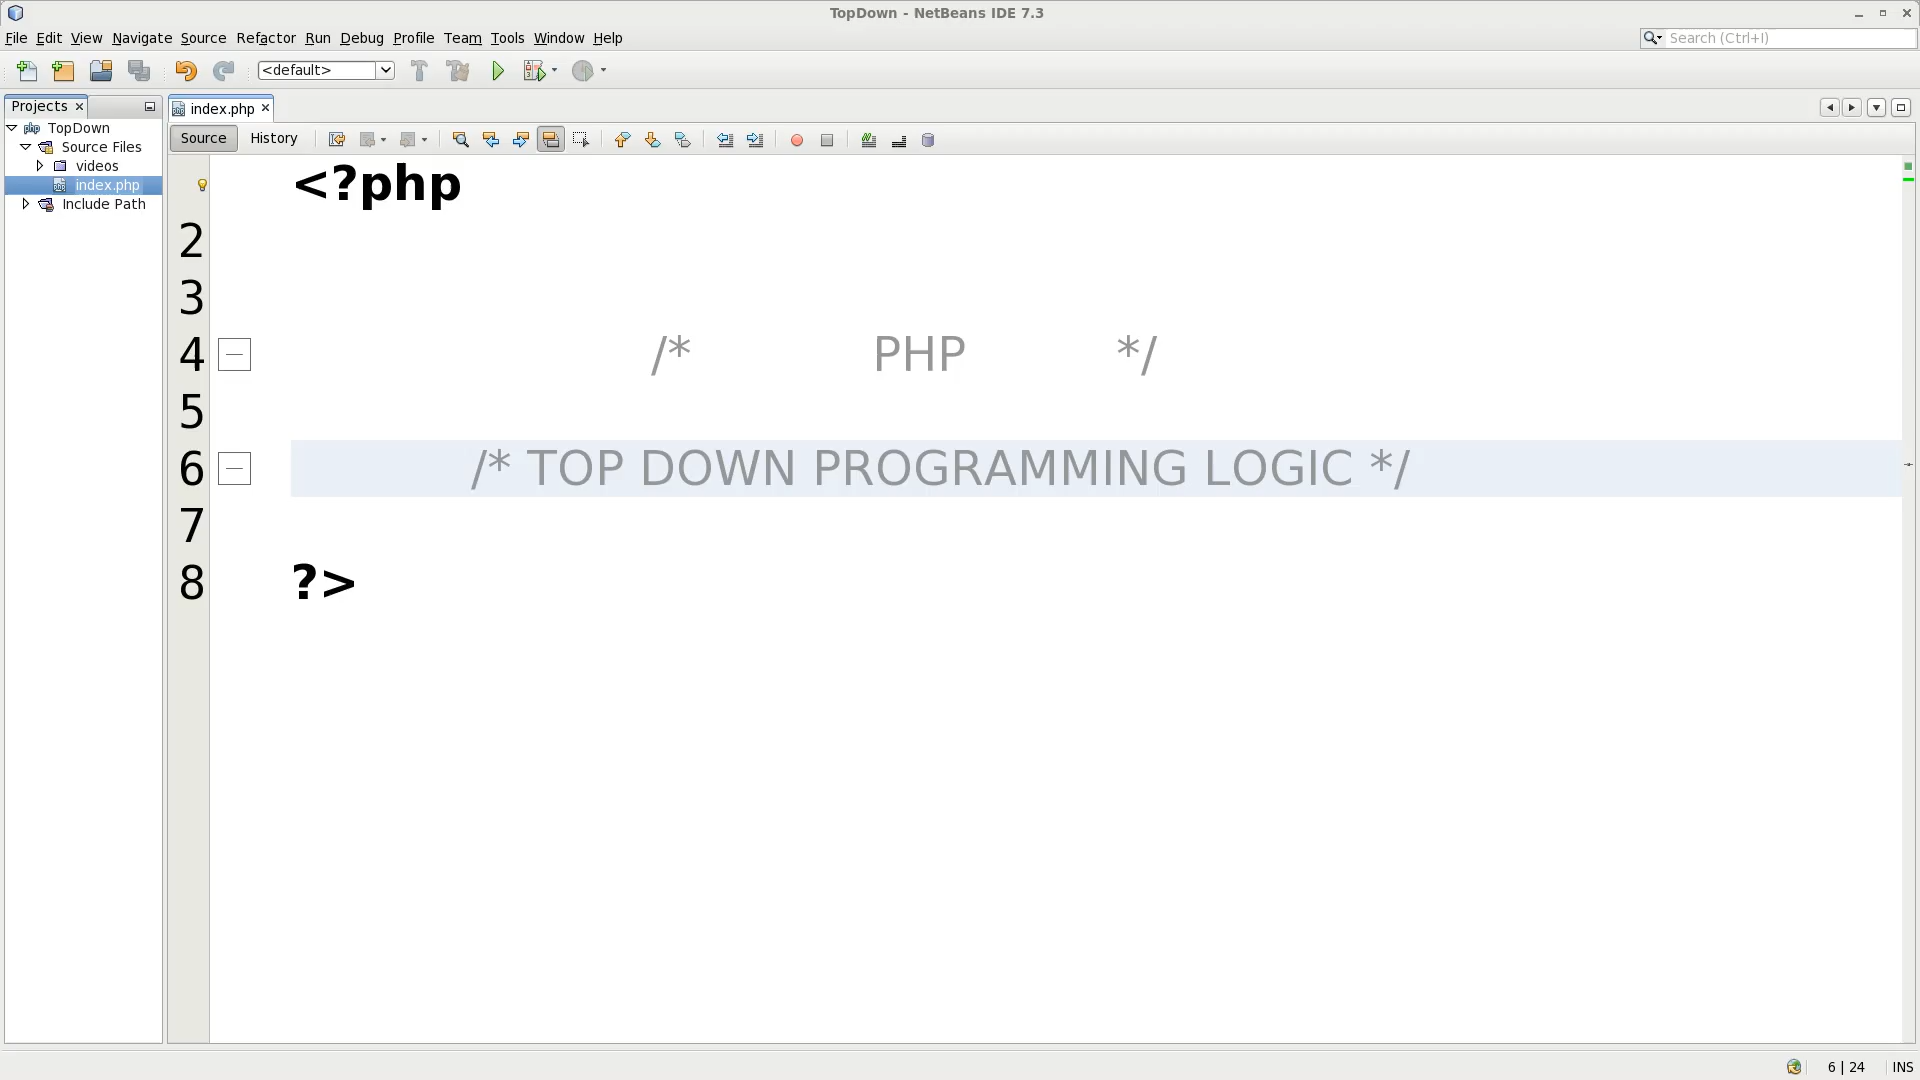 TopDown - NetBeans IDE 7.3
File Edit View Navigate Source Refactor Run Debug Profile Team Tools Window Help
Search (Ctrl+I)
<default>
Projects
index.php
TopDown
Source History
Source Files
videos
index.php
Include Path
<?php
2
3
4 /* PHP */
5
6 /* TOP DOWN PROGRAMMING LOGIC */
7
8 ?>
6 | 24 INS